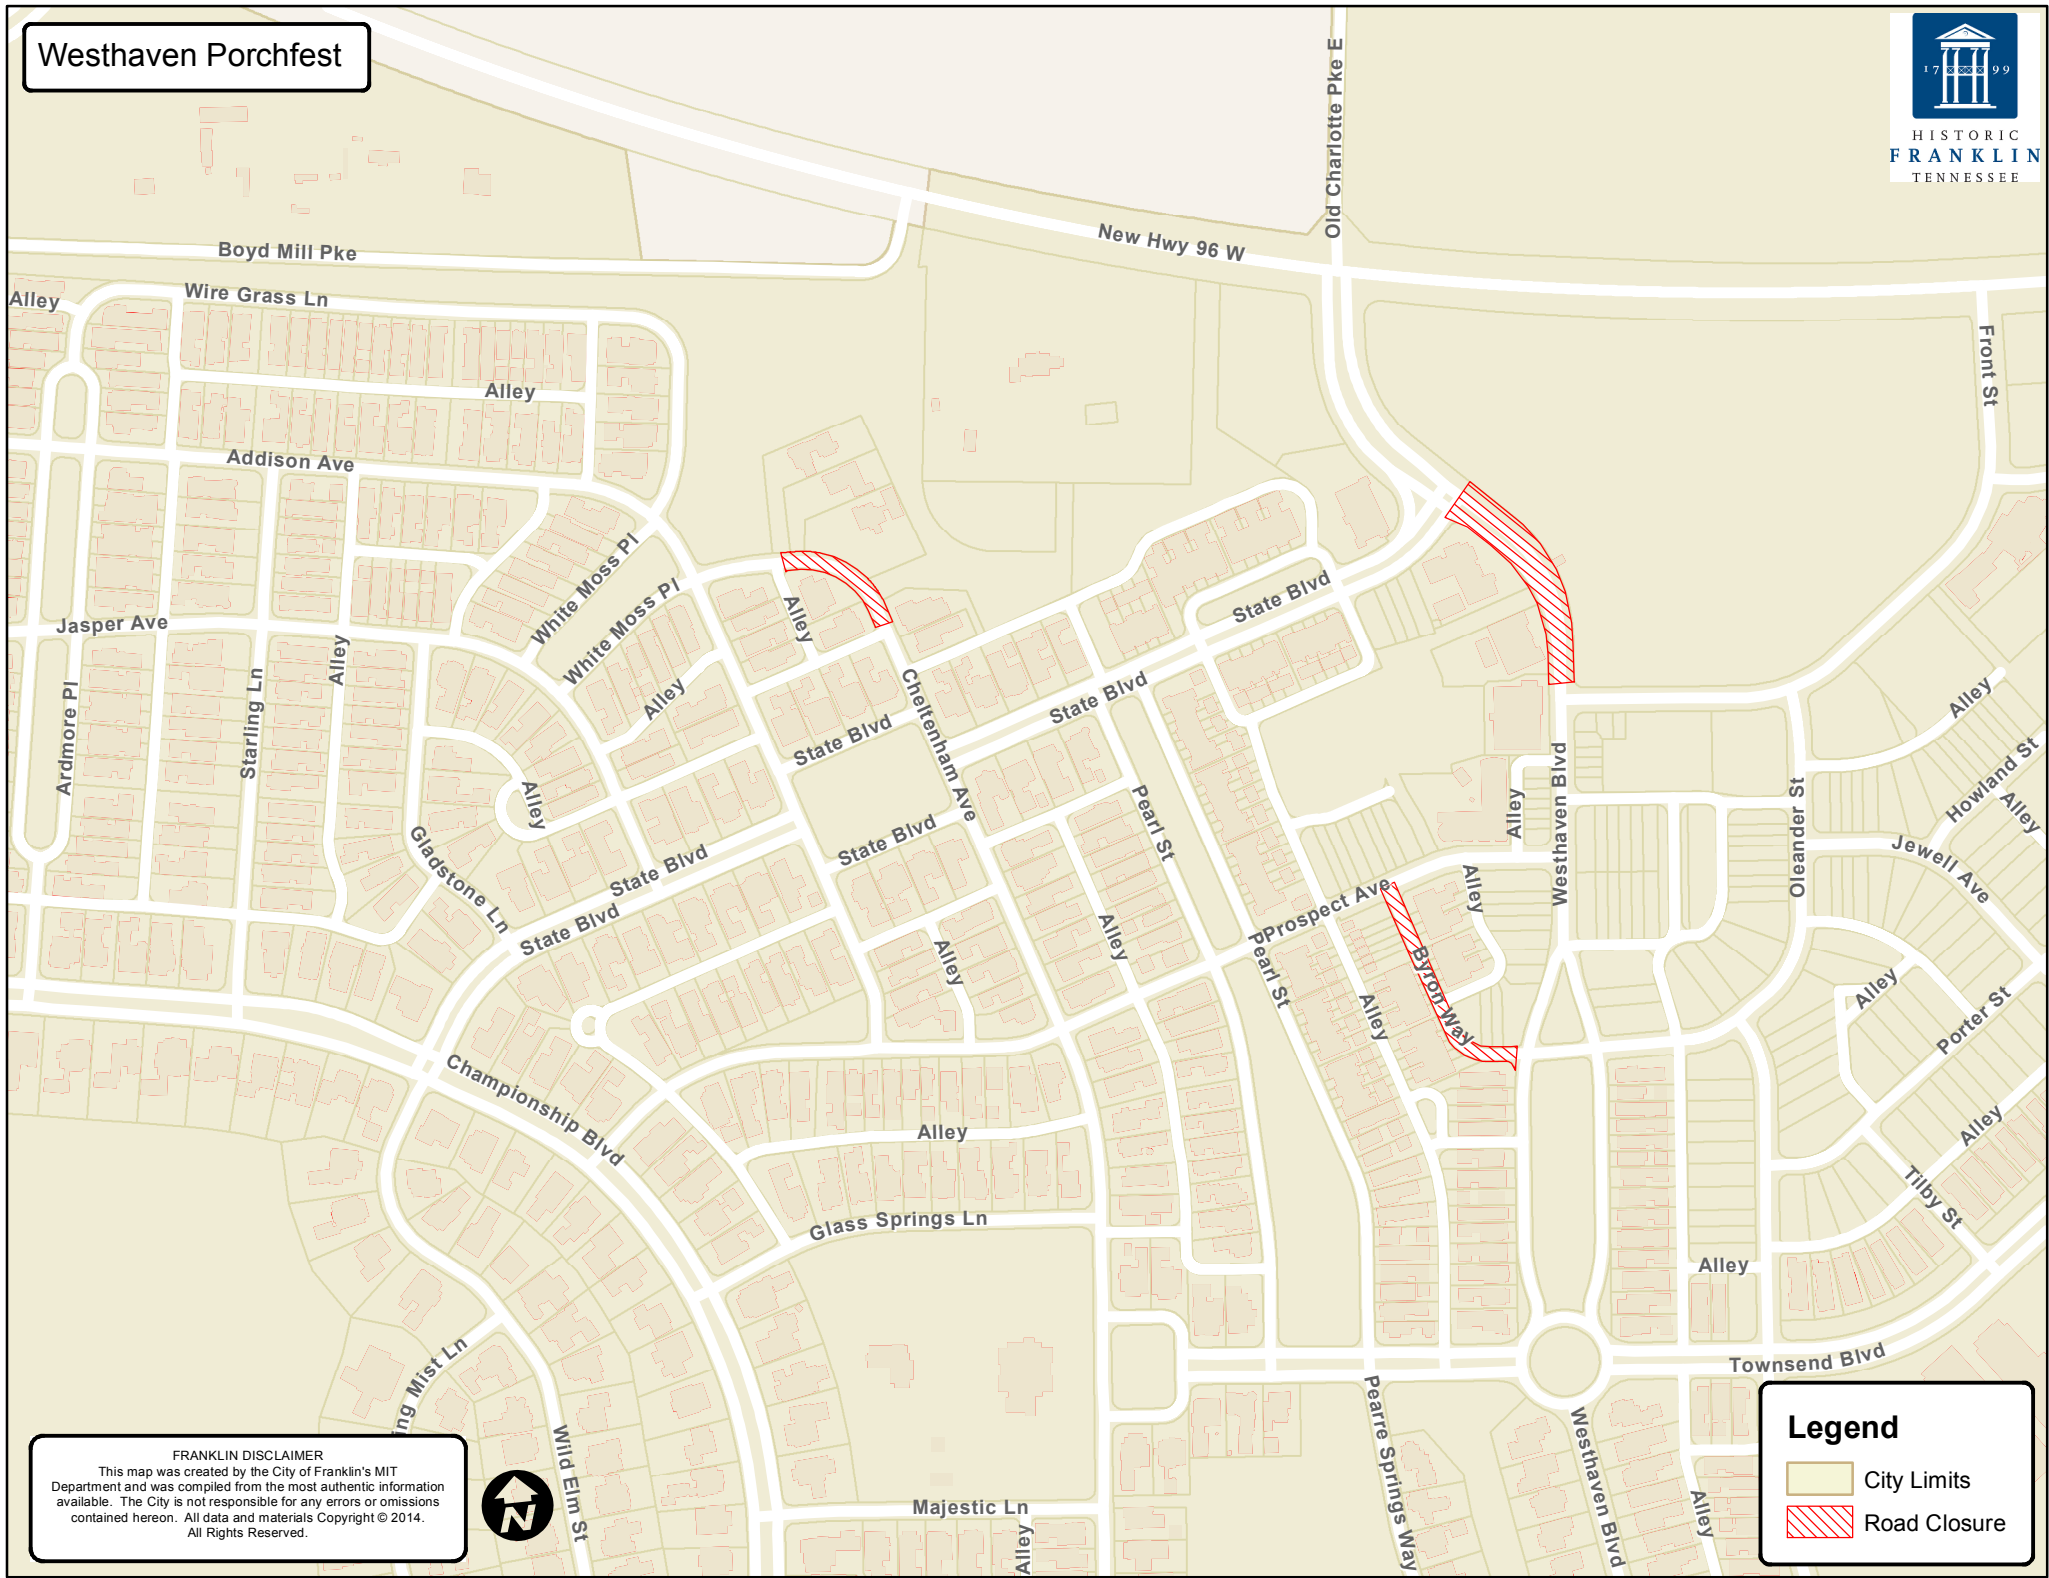 Westhaven Porchfest
17 99
HISTORIC
FRANKLIN
TENNESSEE
Old Charlotte Pke E
New Hwy 96 W
Boyd Mill Pke
Wire Grass Ln
Alley
Front St
Alley
Addison Ave
White Moss Pl
White Moss Pl
Alley
State Blvd
Jasper Ave
Alley
Alley
Starling Ln
Ardmore Pl
Cheltenham Ave
State Blvd
State Blvd
Alley
Howland St
Alley
Westhaven Blvd
Oleander St
Alley
Alley
Pearl St
State Blvd
Gladstone Ln
State Blvd
State Blvd
Jewell Ave
Prospect Ave
Alley
Alley
Alley
Pearl St
Byron Way
Alley
Alley
Porter St
Championship Blvd
Alley
Alley
Tilby St
Glass Springs Ln
Alley
Townsend Blvd
ing Mist Ln
Wild Elm St
Pearre Springs Way
Westhaven Blvd
Alley
Majestic Ln
Alley
FRANKLIN DISCLAIMER
This map was created by the City of Franklin's MIT
Department and was compiled from the most authentic information
available. The City is not responsible for any errors or omissions
contained hereon. All data and materials Copyright © 2014.
All Rights Reserved.
N
Legend
City Limits
Road Closure